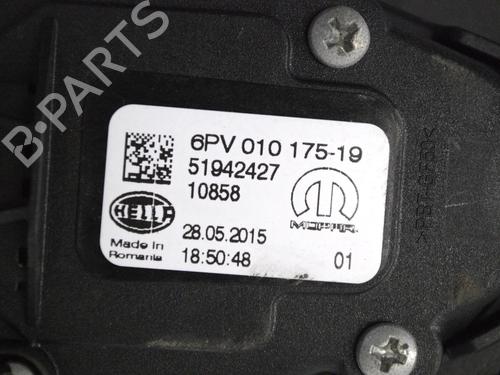 B-PARTS
6PV 010 175-19
51942427
10858
HELLA
MOPAR
Made In
Romania
28.05.2015
18:50:48
01